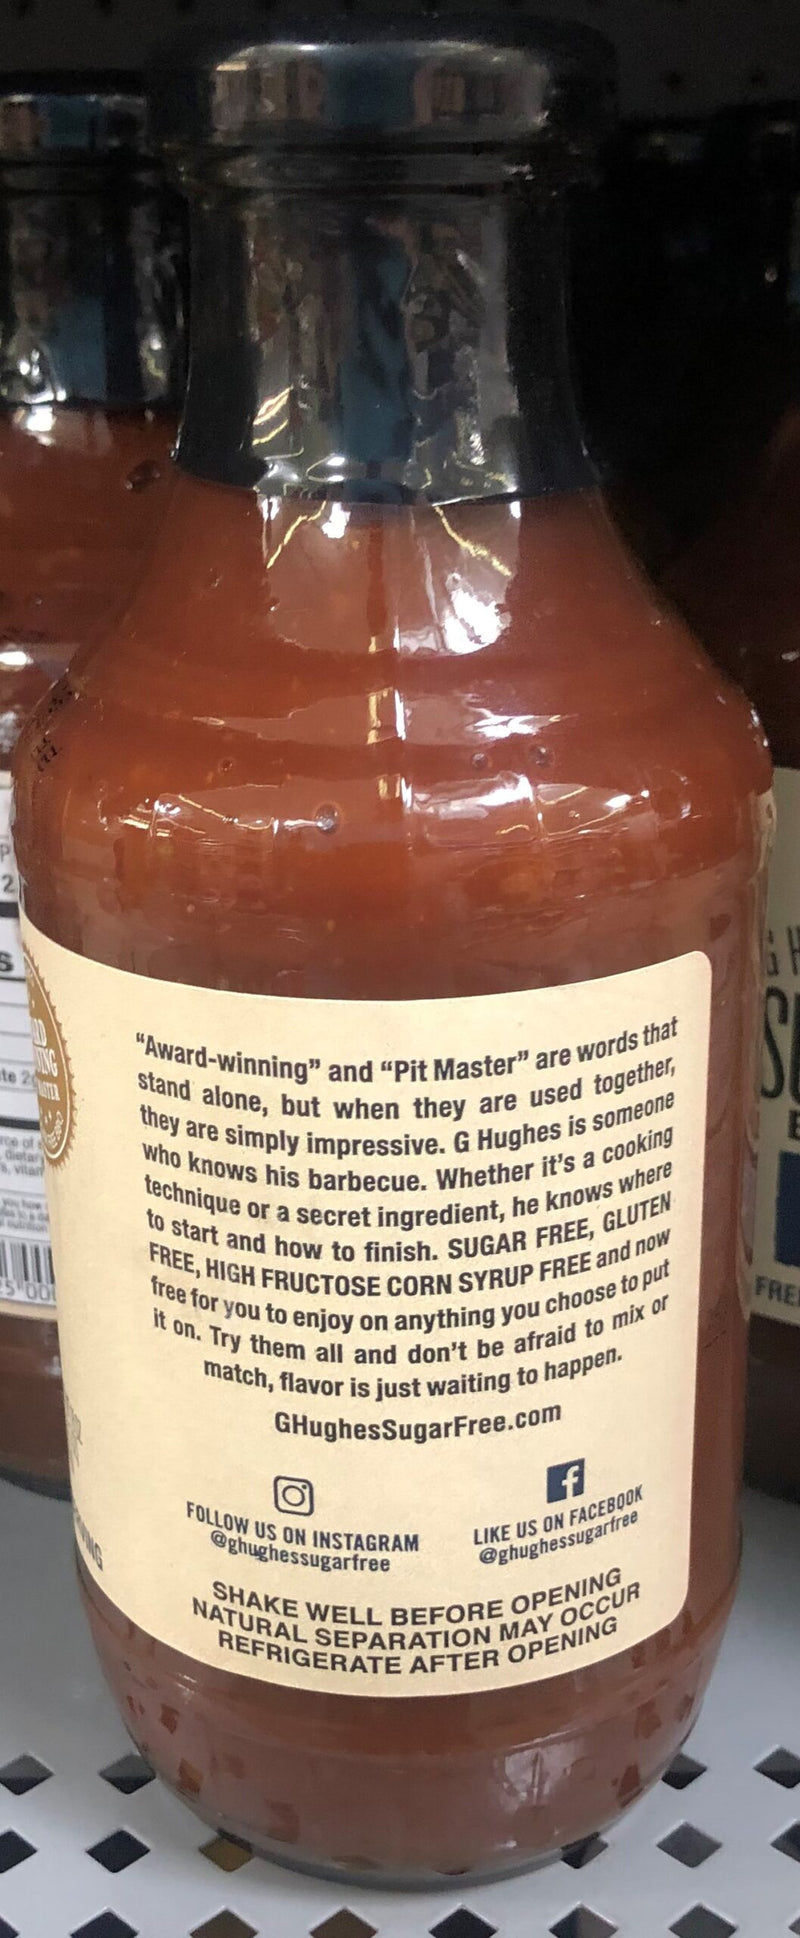 “Award-winning” and “Pit Master” are words that
stand alone, but when they are used together,
they are simply impressive. G Hughes is someone
who knows his barbecue. Whether it’s a cooking
technique or a secret ingredient, he knows where
to start and how to finish. SUGAR FREE, GLUTEN
FREE, HIGH FRUCTOSE CORN SYRUP FREE and now
free for you to enjoy on anything you choose to put
it on. Try them all and don’t be afraid to mix or
match, flavor is just waiting to happen.
GHughesSugarFree.com
FOLLOW US ON INSTAGRAM
@ghughessugarfree
LIKE US ON FACEBOOK
@ghughessugarfree
SHAKE WELL BEFORE OPENING
NATURAL SEPARATION MAY OCCUR
REFRIGERATE AFTER OPENING